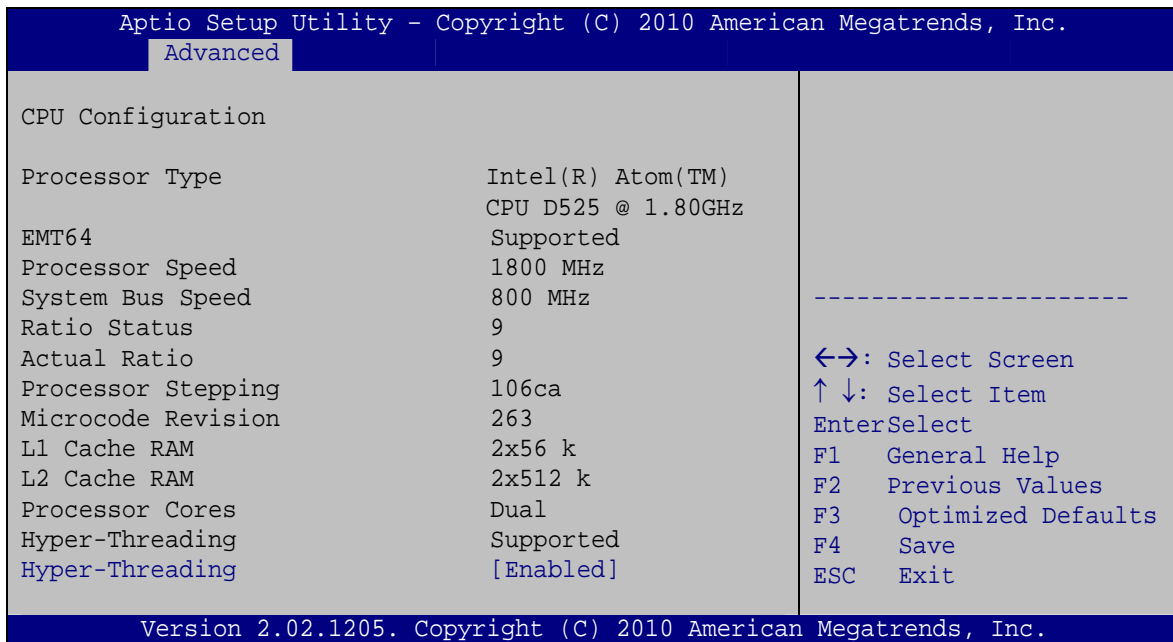 Aptio Setup Utility – Copyright (C) 2010 American Megatrends, Inc.
Advanced
CPU Configuration
Processor Type Intel(R) Atom(TM)
CPU D525 @ 1.80GHz
EMT64 Supported
Processor Speed 1800 MHz
System Bus Speed 800 MHz
Ratio Status 9
Actual Ratio 9
Processor Stepping 106ca
Microcode Revision 263
L1 Cache RAM 2x56 k
L2 Cache RAM 2x512 k
Processor Cores Dual
Hyper-Threading Supported
Hyper-Threading [Enabled]
----------------------
←→: Select Screen
↑ ↓: Select Item
EnterSelect
F1 General Help
F2 Previous Values
F3 Optimized Defaults
F4 Save
ESC Exit
Version 2.02.1205. Copyright (C) 2010 American Megatrends, Inc.